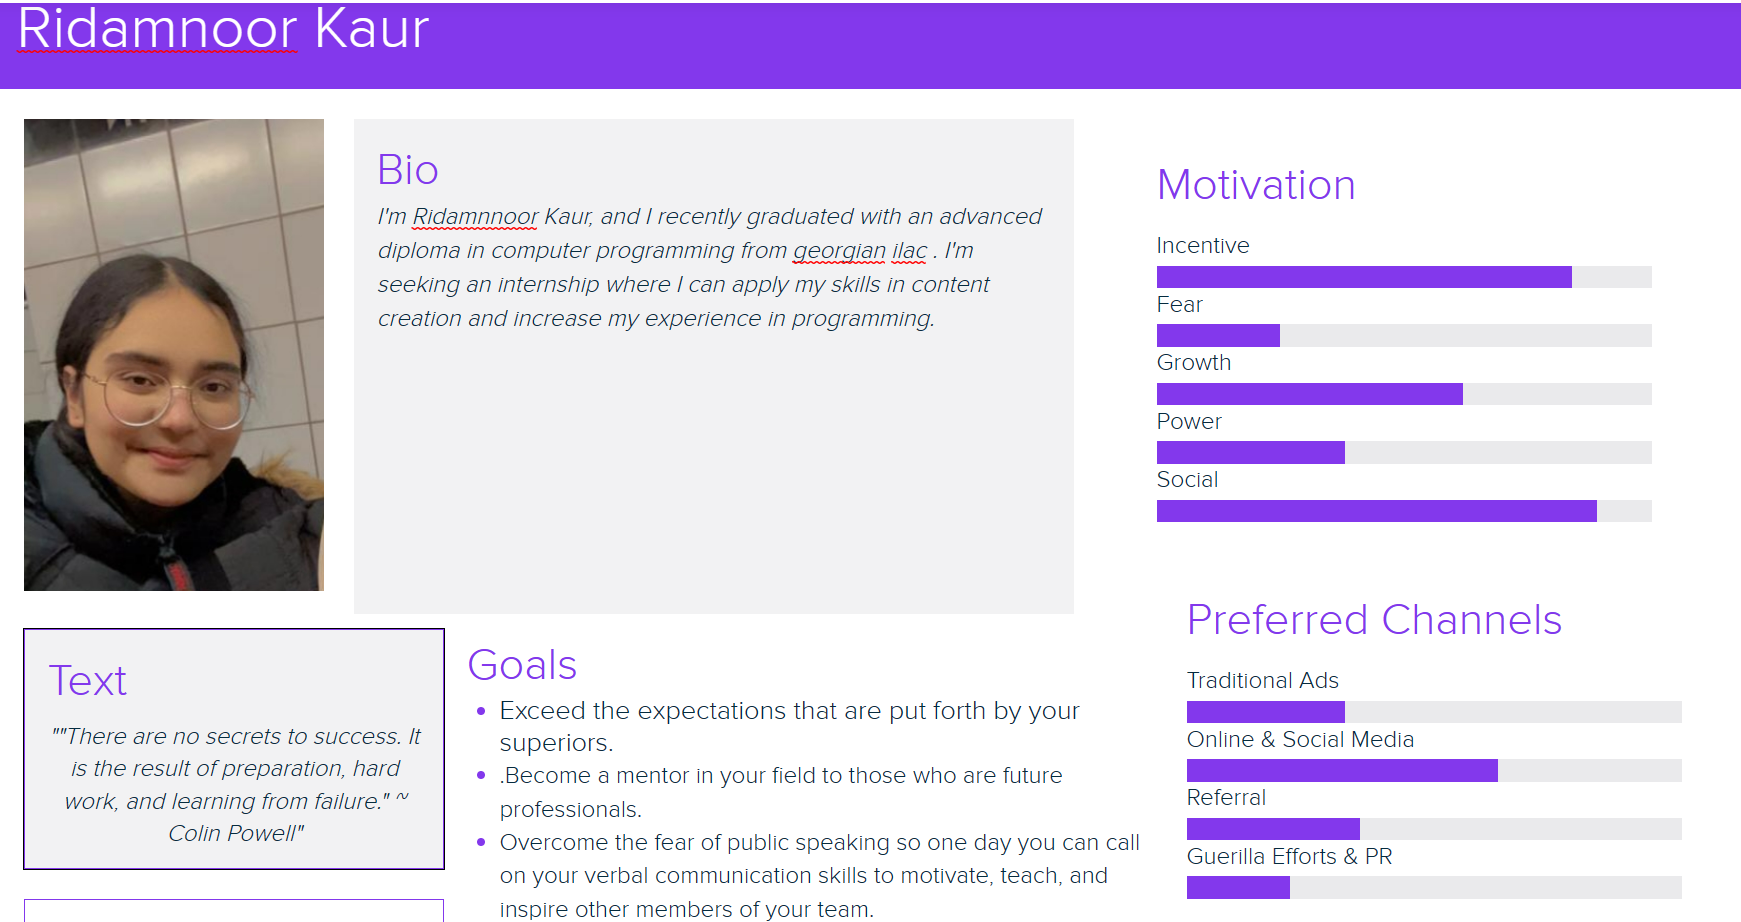 Ridamnoor Kaur
Bio
I'm Ridamnnoor Kaur, and I recently graduated with an advanced
diploma in computer programming from georgian ilac . I'm
seeking an internship where I can apply my skills in content
creation and increase my experience in programming.
Text
""There are no secrets to success. It
is the result of preparation, hard
work, and learning from failure." ~
Colin Powell"
Goals
Exceed the expectations that are put forth by your
superiors.
.Become a mentor in your field to those who are future
professionals.
Overcome the fear of public speaking so one day you can call
on your verbal communication skills to motivate, teach, and
inspire other members of your team.
Motivation
Incentive
Fear
Growth
Power
Social
Preferred Channels
Traditional Ads
Online & Social Media
Referral
Guerilla Efforts & PR